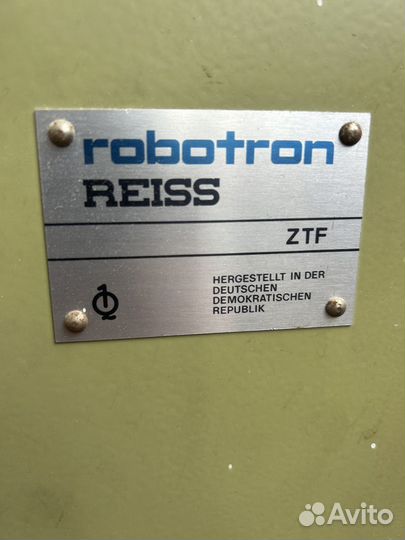 robotron
REISS
ZTF
HERGESTELLT IN DER
DEUTSCHEN
DEMOKRATISCHEN
REPUBLIK
Avito